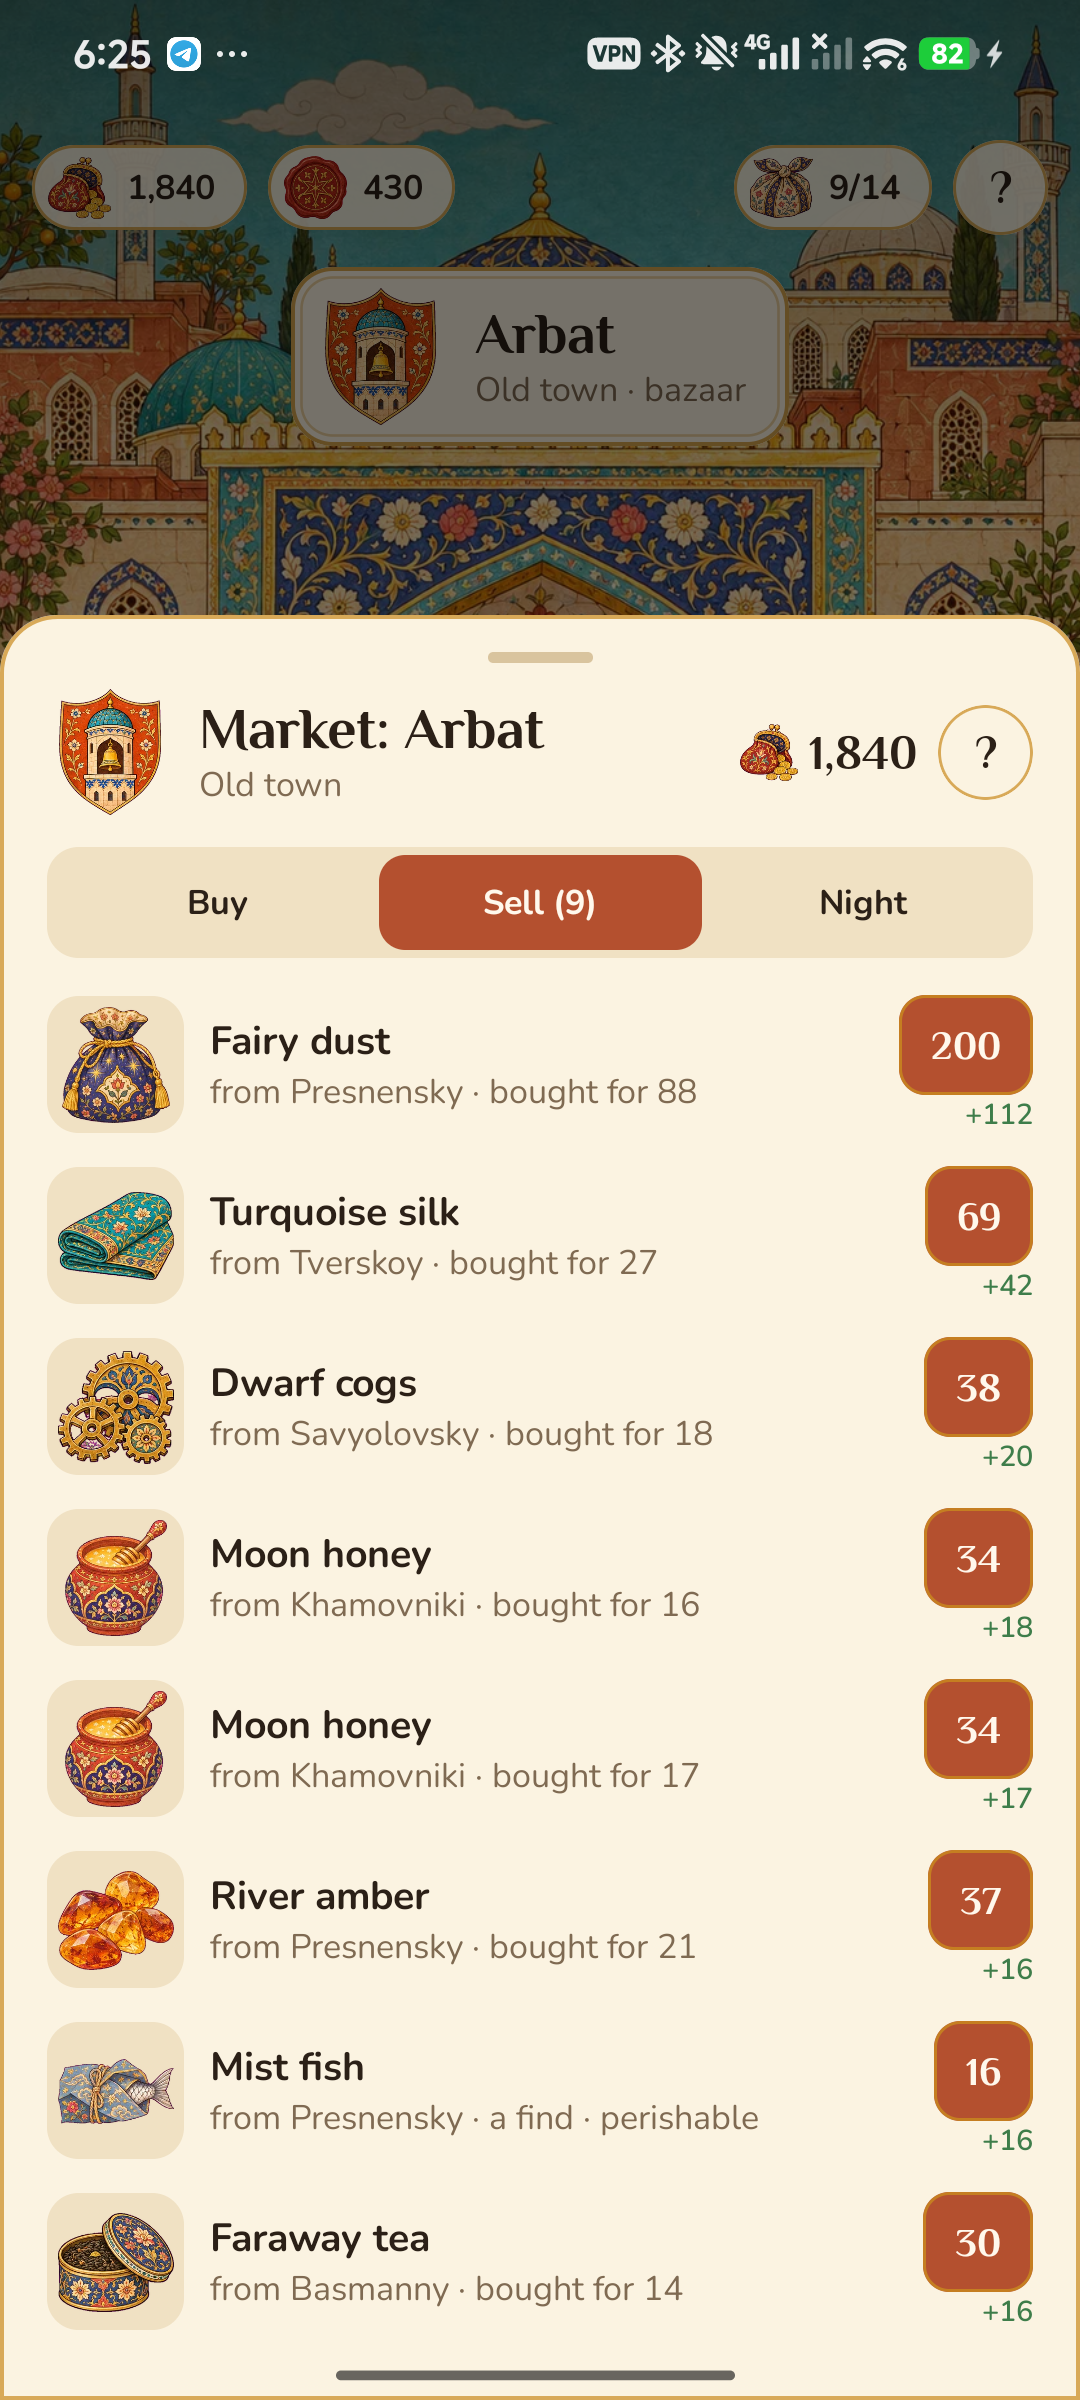 6:25
VPN 4G 6 82
1,840 430 9/14 ?
Arbat
Old town · bazaar
Market: Arbat
Old town
1,840 ?
Buy Sell (9) Night
Fairy dust
from Presnensky · bought for 88
200
+112
Turquoise silk
from Tverskoy · bought for 27
69
+42
Dwarf cogs
from Savyolovsky · bought for 18
38
+20
Moon honey
from Khamovniki · bought for 16
34
+18
Moon honey
from Khamovniki · bought for 17
34
+17
River amber
from Presnensky · bought for 21
37
+16
Mist fish
from Presnensky · a find · perishable
16
+16
Faraway tea
from Basmanny · bought for 14
30
+16